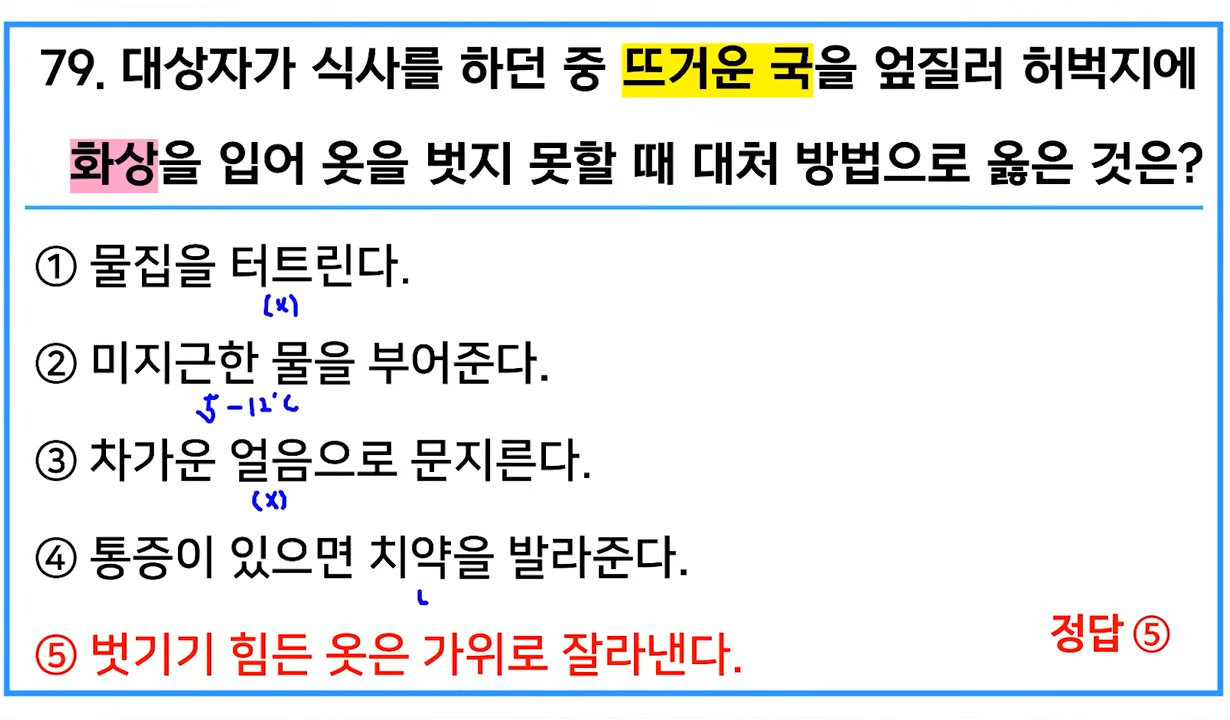 79. 대상자가 식사를 하던 중 뜨거운 국을 엎질러 허벅지에
화상을 입어 옷을 벗지 못할 때 대처 방법으로 옳은 것은?
① 물집을 터트린다.
(x)
② 미지근한 물을 부어준다.
5-12℃
③ 차가운 얼음으로 문지른다.
(x)
④ 통증이 있으면 치약을 발라준다.
⑤ 벗기기 힘든 옷은 가위로 잘라낸다.
정답 ⑤